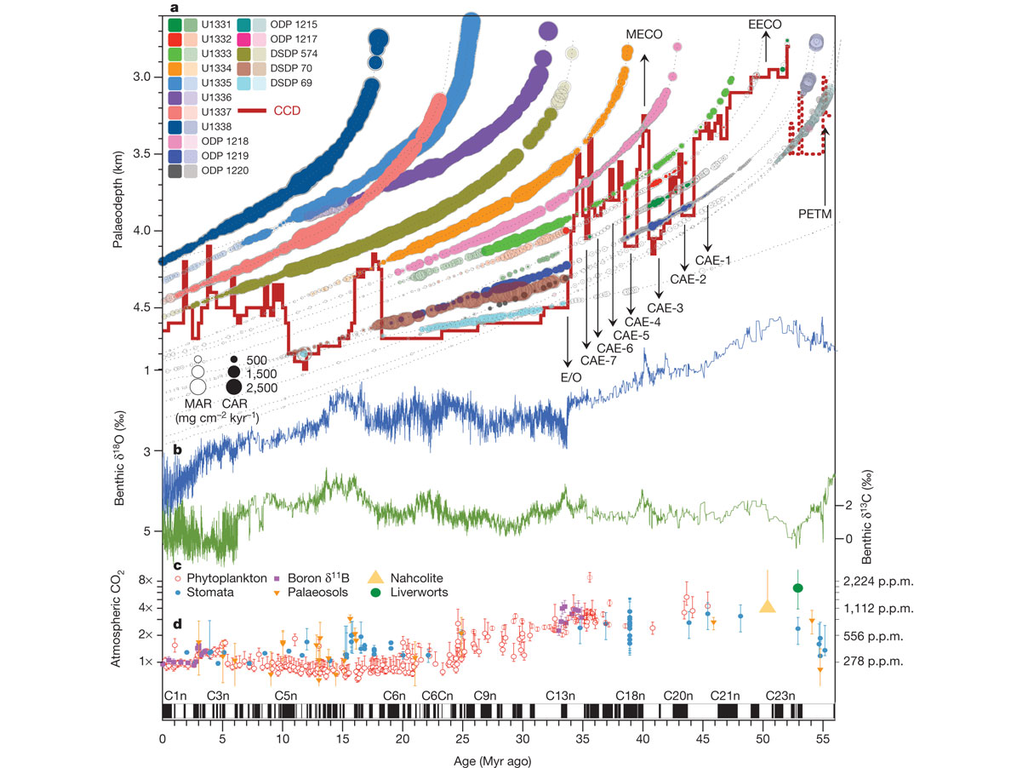 a
U1331
U1332
U1333
U1334
U1335
U1336
U1337
U1338
ODP 1218
ODP 1219
ODP 1220
ODP 1215
ODP 1217
DSDP 574
DSDP 70
DSDP 69
CCD
MECO
EECO
PETM
Palaeodepth (km)
3.0
3.5
4.0
4.5
CAE-1
CAE-2
CAE-3
CAE-4
CAE-5
CAE-6
CAE-7
E/O
500
1,500
2,500
MAR CAR
(mg cm⁻² kyr⁻¹)
b
Benthic δ¹⁸O (‰)
1
3
5
Benthic δ¹³C (‰)
2
0
c
Phytoplankton
Stomata
Boron δ¹¹B
Palaeosols
Nahcolite
Liverworts
d
Atmospheric CO₂
8×
4×
2×
1×
2,224 p.p.m.
1,112 p.p.m.
556 p.p.m.
278 p.p.m.
C1n C3n C5n C6n C6Cn C9n C13n C18n C20n C21n C23n
0 5 10 15 20 25 30 35 40 45 50 55
Age (Myr ago)